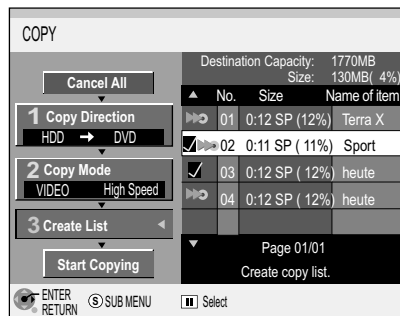 COPY
Destination Capacity: 1770MB
Size: 130MB( 4%)
Cancel All
No. Size Name of item
1 Copy Direction
HDD → DVD
01 0:12 SP (12%) Terra X
02 0:11 SP ( 11%) Sport
2 Copy Mode
VIDEO High Speed
03 0:12 SP ( 12%) heute
04 0:12 SP ( 12%) heute
3 Create List
Page 01/01
Start Copying
Create copy list.
ENTER
RETURN
S SUB MENU
Select